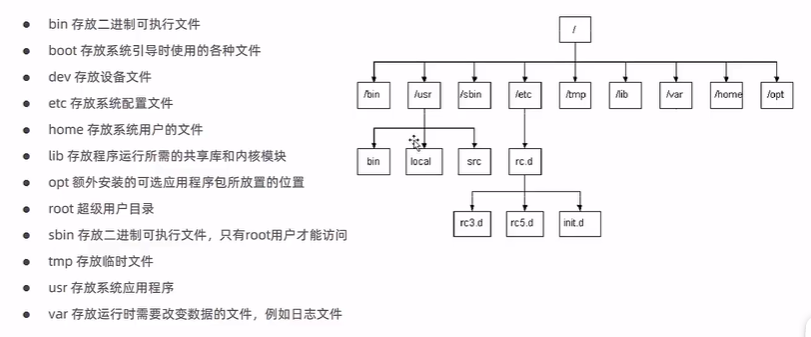 bin 存放二进制可执行文件
boot 存放系统引导时使用的各种文件
dev 存放设备文件
etc 存放系统配置文件
home 存放系统用户的文件
lib 存放程序运行所需的共享库和内核模块
opt 额外安装的可选应用程序包所放置的位置
root 超级用户目录
sbin 存放二进制可执行文件，只有root用户才能访问
tmp 存放临时文件
usr 存放系统应用程序
var 存放运行时需要改变数据的文件，例如日志文件
/
/bin /usr /sbin /etc /tmp /lib /var /home /opt
bin local src rc.d
rc3.d rc5.d init.d